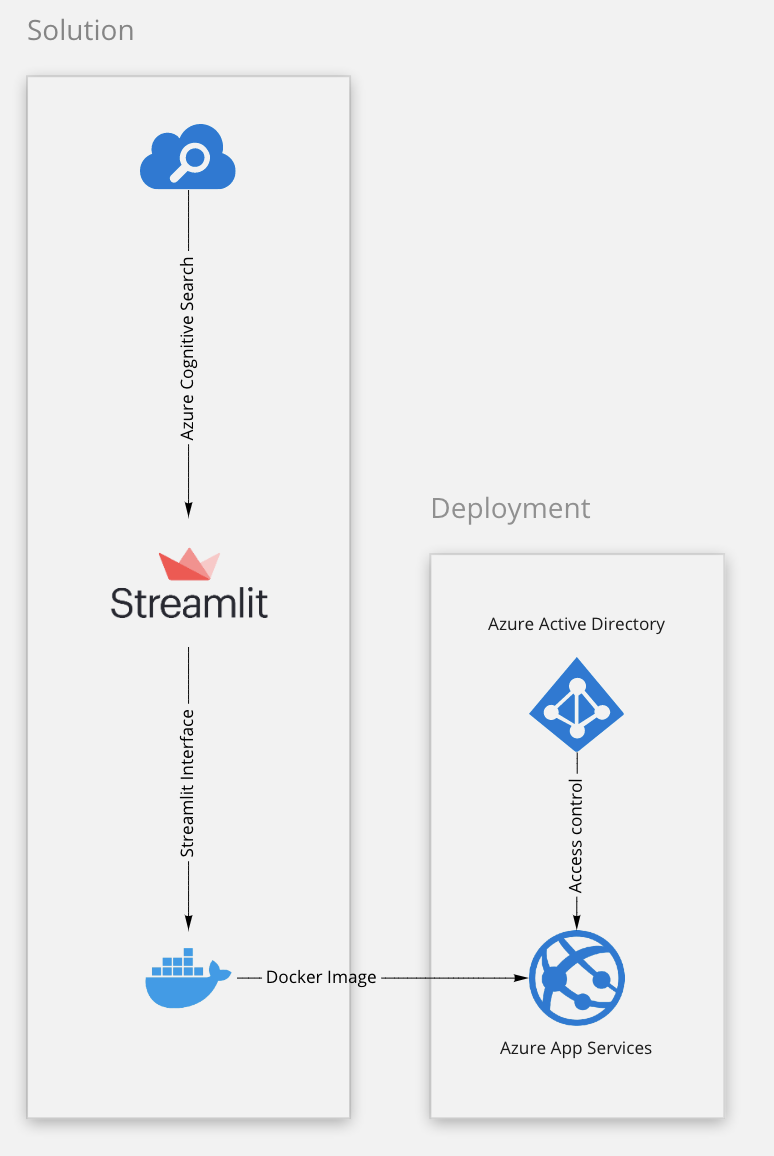 Solution
Azure Cognitive Search
Streamlit
Streamlit Interface
Docker Image
Deployment
Azure Active Directory
Access control
Azure App Services